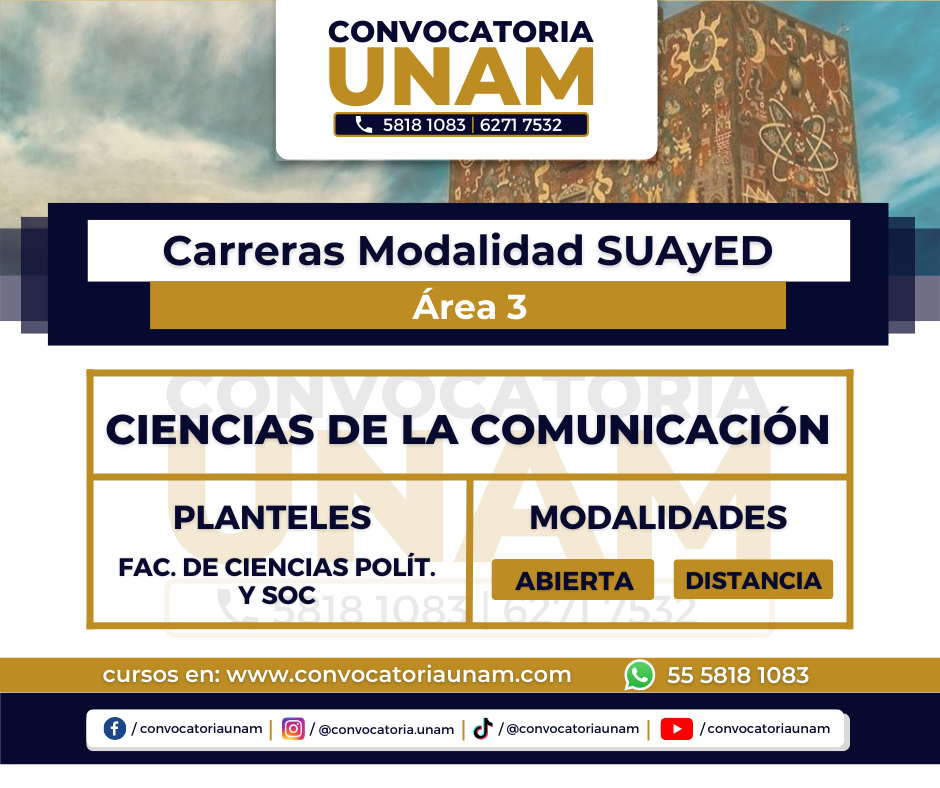 CONVOCATORIA
UNAM
5818 1083 | 6271 7532
Carreras Modalidad SUAyED
Área 3
CONVOCATORIA
UNAM
5818 1083 | 6271 7532
CIENCIAS DE LA COMUNICACIÓN
PLANTELES
FAC. DE CIENCIAS POLÍT.
Y SOC
MODALIDADES
ABIERTA DISTANCIA
cursos en: www.convocatoriaunam.com 55 5818 1083
/ convocatoriaunam | / @convocatoria.unam | / @convocatoriaunam | / convocatoriaunam